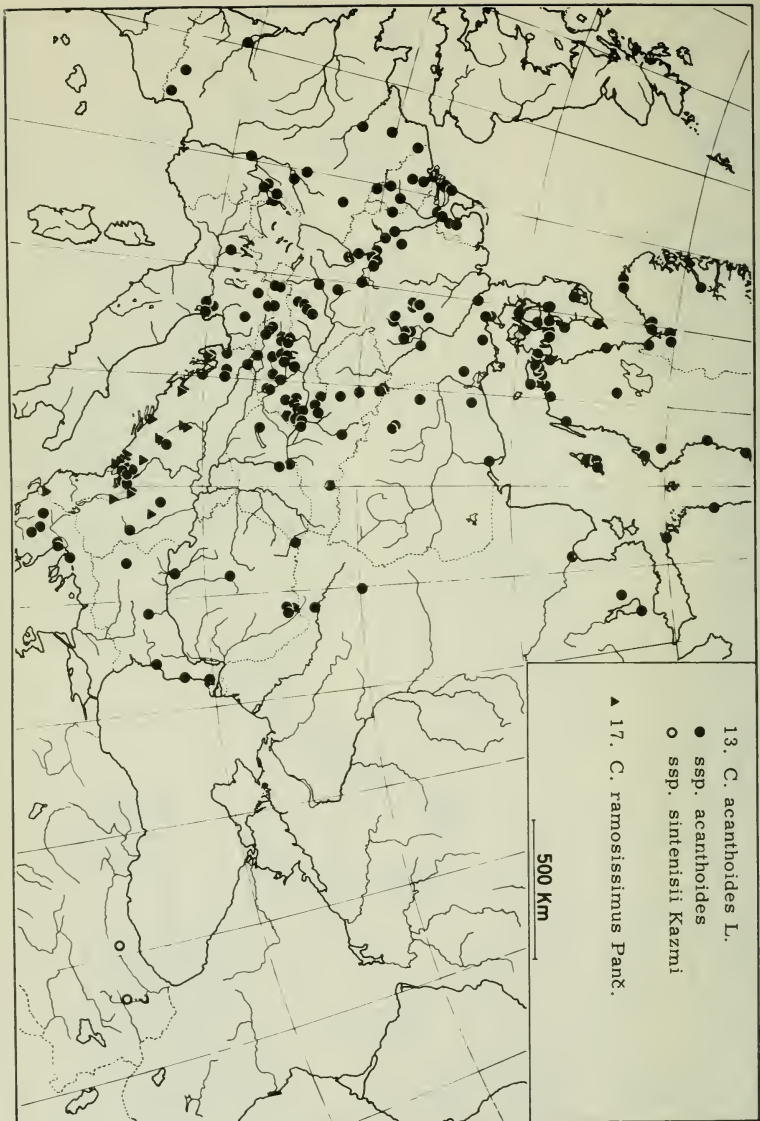 13. C. acanthoides L.
● ssp. acanthoides
○ ssp. sintenisii Kazmi
▲ 17. C. ramosissimus Panč.
500 Km